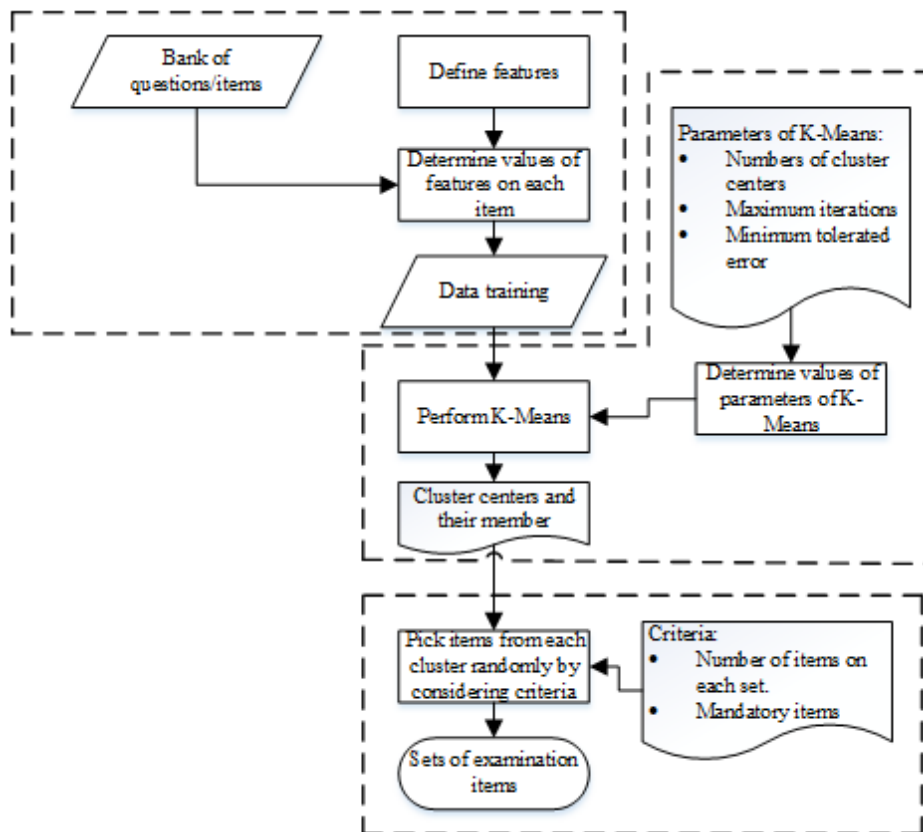 Bank of
questions/items
Define features
Determine values of
features on each
item
Data training
Parameters of K-Means:
• Numbers of cluster
centers
• Maximum iterations
• Minimum tolerated
error
Determine values of
parameters of K-
Means
Perform K-Means
Cluster centers and
their member
Pick items from each
cluster randomly by
considering criteria
Criteria:
• Number of items on
each set.
• Mandatory items
Sets of examination
items